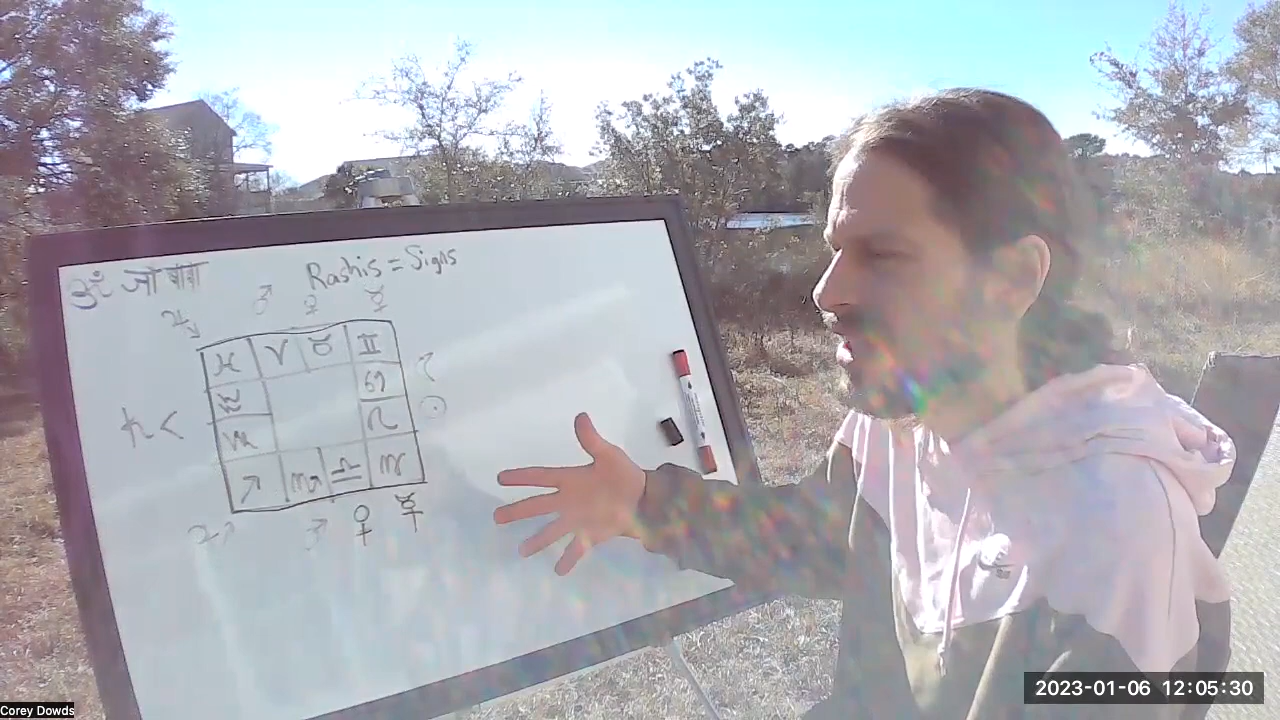 ॐ जो बाबा
Rashis = Signs
♃ ♂ ♀ ☿
♓ ♈ ♉ ♊
♋ ☾
♄ < ♌ ☉
♐ ♏ ♎ ♍
♃ ♂ ♀ ☿
2023-01-06 12:05:30
Corey Dowds